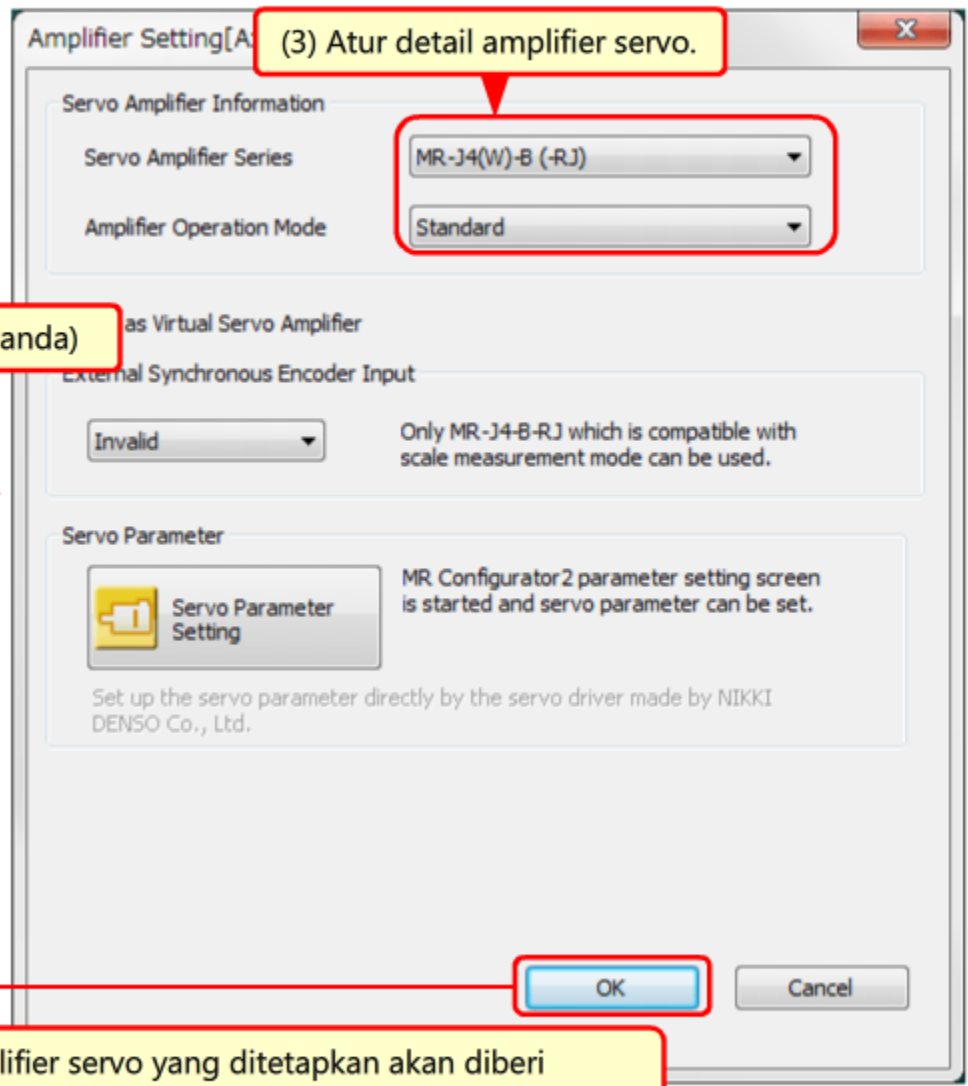 Amplifier Setting[A
(3) Atur detail amplifier servo.
Servo Amplifier Information
Servo Amplifier Series
MR-J4(W)-B (-RJ)
Amplifier Operation Mode
Standard
anda)
as Virtual Servo Amplifier
External Synchronous Encoder Input
Invalid
Only MR-J4-B-RJ which is compatible with
scale measurement mode can be used.
Servo Parameter
Servo Parameter
Setting
MR Configurator2 parameter setting screen
is started and servo parameter can be set.
Set up the servo parameter directly by the servo driver made by NIKKI
DENSO Co., Ltd.
OK
Cancel
lifier servo yang ditetapkan akan diberi